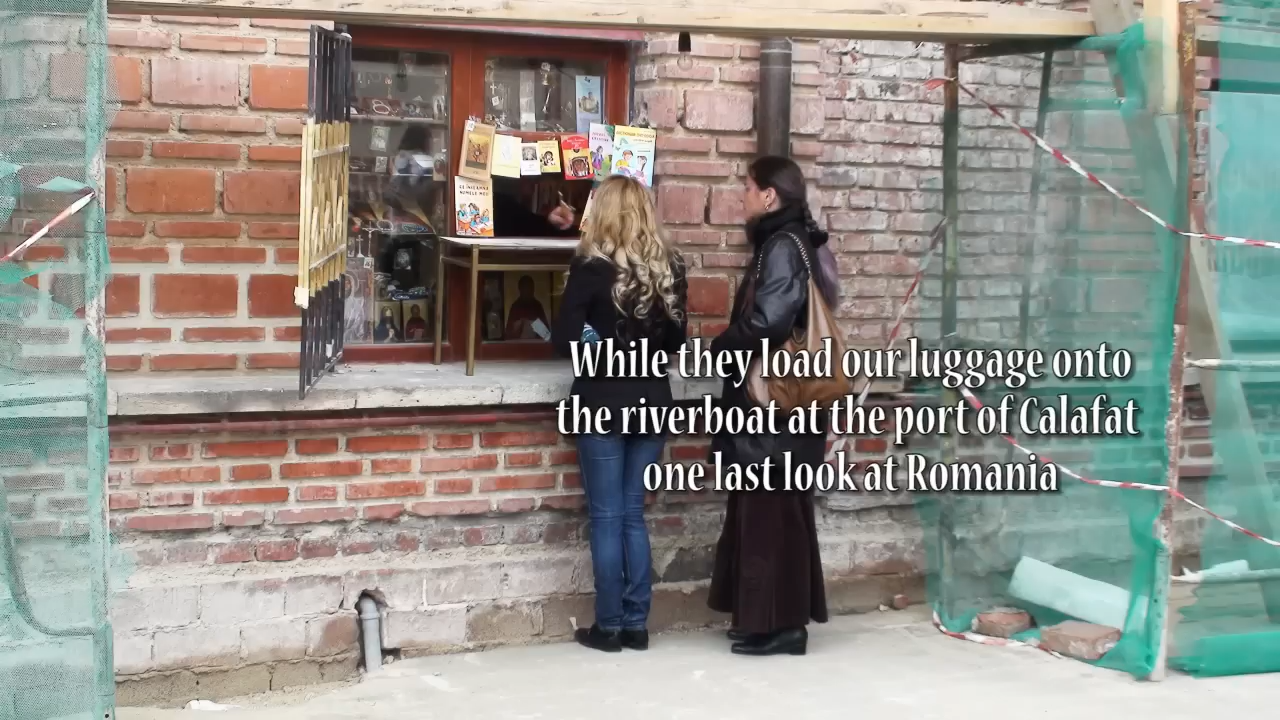 While they load our luggage onto
the riverboat at the port of Calafat
one last look at Romania